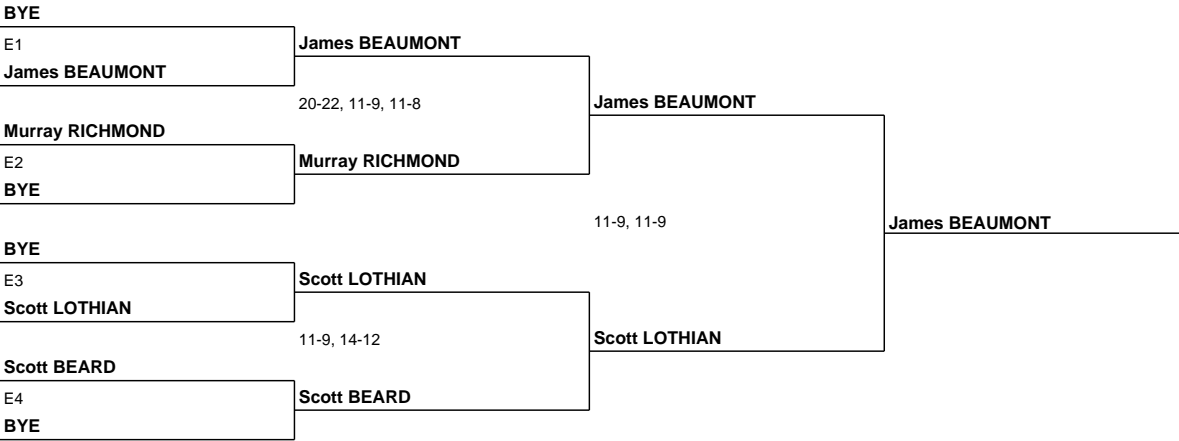 BYE
E1
James BEAUMONT
James BEAUMONT
20-22, 11-9, 11-8
James BEAUMONT
Murray RICHMOND
E2
Murray RICHMOND
BYE
11-9, 11-9
James BEAUMONT
BYE
E3
Scott LOTHIAN
Scott LOTHIAN
11-9, 14-12
Scott LOTHIAN
Scott BEARD
E4
Scott BEARD
BYE